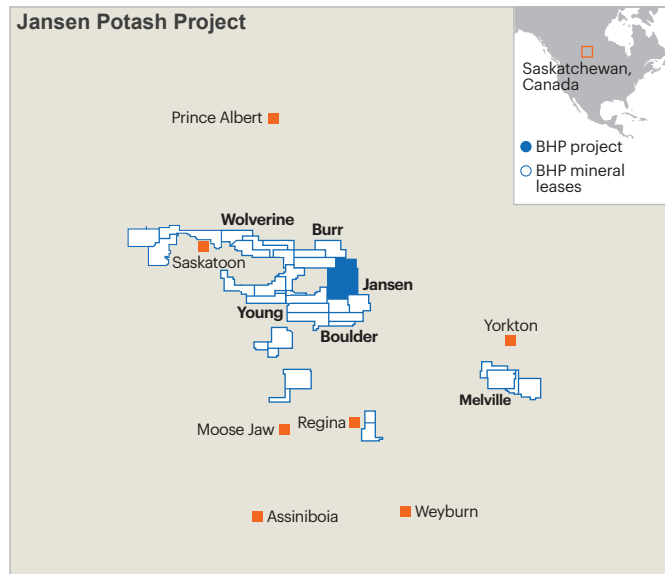 Jansen Potash Project
Saskatchewan,
Canada
BHP project
BHP mineral
leases
Prince Albert
Wolverine
Burr
Saskatoon
Jansen
Young
Boulder
Yorkton
Melville
Regina
Moose Jaw
Assiniboia
Weyburn